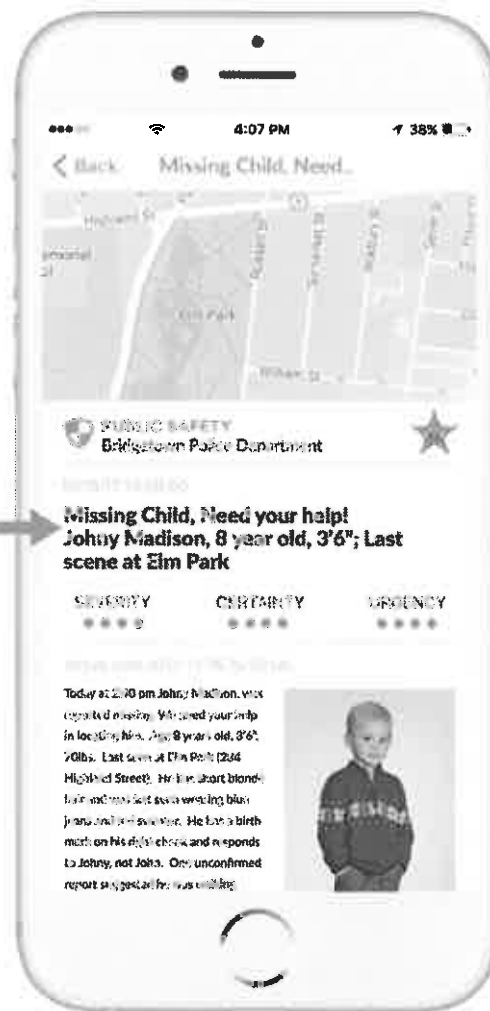 4:07 PM 38%
Back Missing Child, Need...
Highland St
Elm Park
William St
PUBLIC SAFETY
Bridgetown Police Department
Missing Child, Need your help!
Johny Madison, 8 year old, 3'6"; Last
scene at Elm Park
SEVERITY CERTAINTY URGENCY
Today at 2:30 pm Johny Madison, was
reported missing. We need your help
in locating him. Age 8 years old, 3'6",
70lbs. Last seen at Elm Park (284
Highland Street). He has short blonde
hair and was last seen wearing blue
jeans and red sweater. He has a birth
mark on his right cheek and responds
to Johny, not John. One unconfirmed
report suggested he was walking